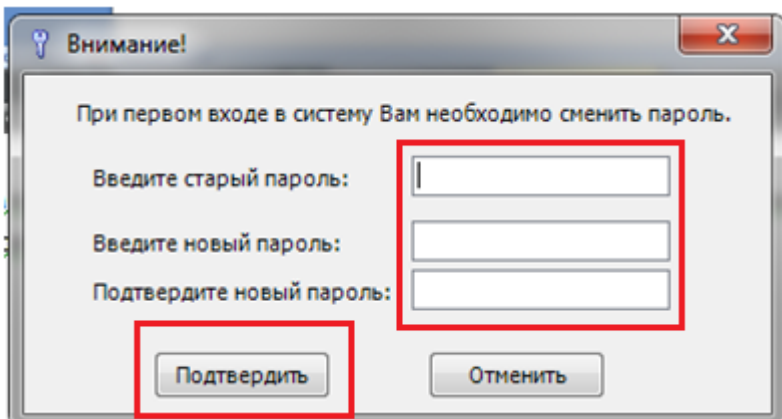 Внимание!
При первом входе в систему Вам необходимо сменить пароль.
Введите старый пароль:
Введите новый пароль:
Подтвердите новый пароль:
Подтвердить Отменить